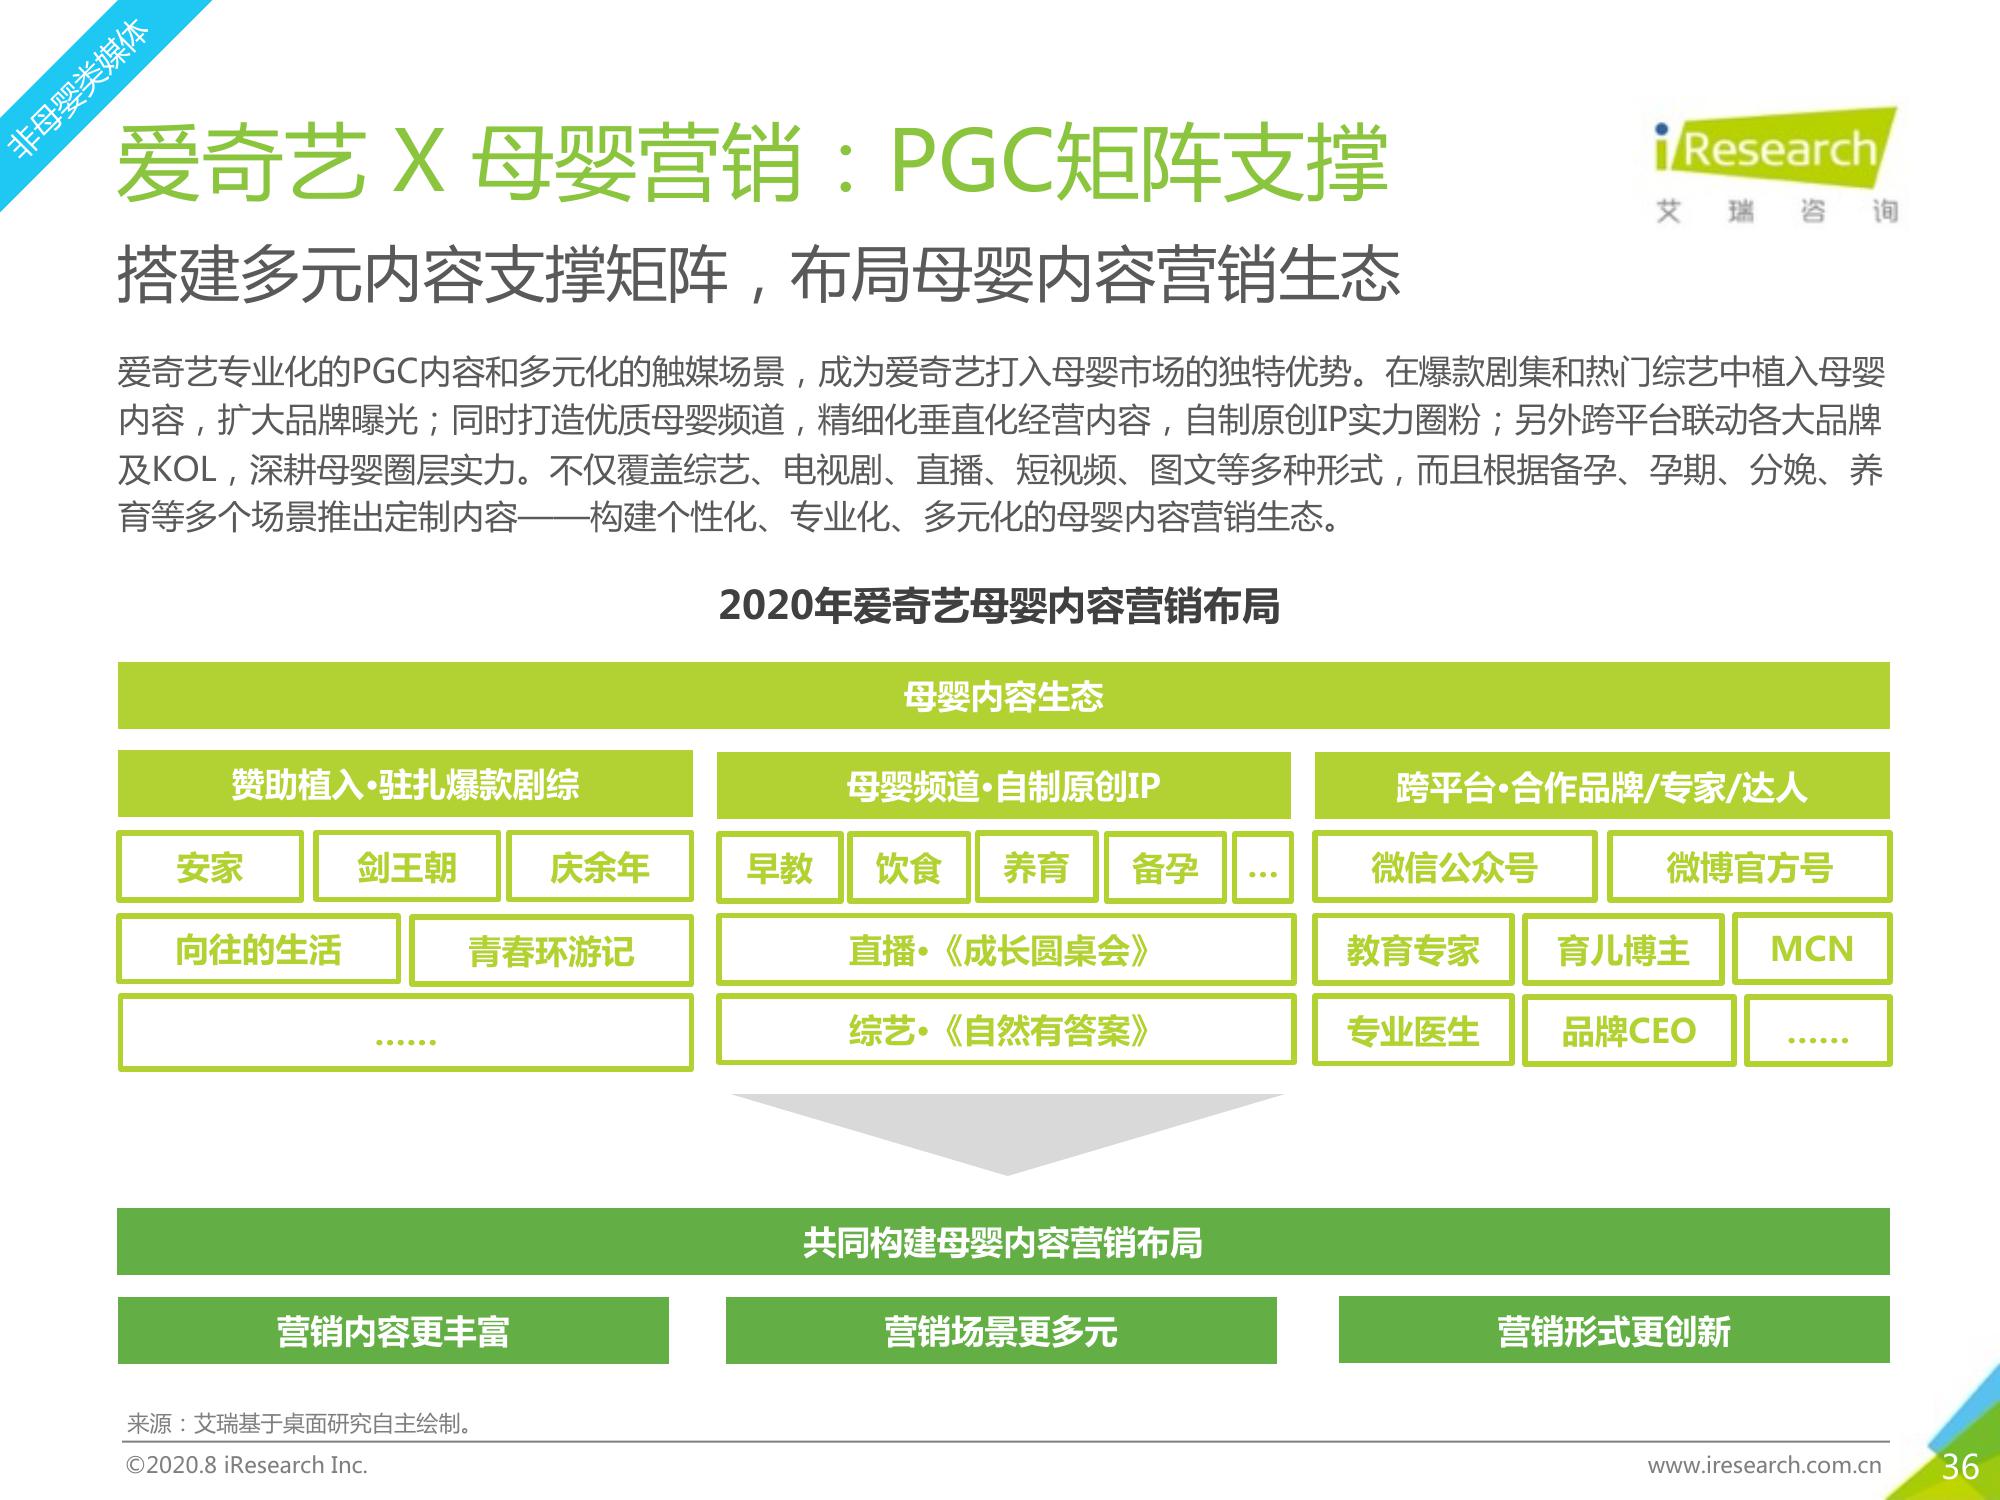 非母婴类媒体
爱奇艺 X 母婴营销：PGC矩阵支撑
iResearch
艾瑞咨询
搭建多元内容支撑矩阵，布局母婴内容营销生态
爱奇艺专业化的PGC内容和多元化的触媒场景，成为爱奇艺打入母婴市场的独特优势。在爆款剧集和热门综艺中植入母婴
内容，扩大品牌曝光；同时打造优质母婴频道，精细化垂直化经营内容，自制原创IP实力圈粉；另外跨平台联动各大品牌
及KOL，深耕母婴圈层实力。不仅覆盖综艺、电视剧、直播、短视频、图文等多种形式，而且根据备孕、孕期、分娩、养
育等多个场景推出定制内容——构建个性化、专业化、多元化的母婴内容营销生态。
2020年爱奇艺母婴内容营销布局
母婴内容生态
赞助植入•驻扎爆款剧综
安家 剑王朝 庆余年
向往的生活 青春环游记
……
母婴频道•自制原创IP
早教 饮食 养育 备孕 …
直播•《成长圆桌会》
综艺•《自然有答案》
跨平台•合作品牌/专家/达人
微信公众号 微博官方号
教育专家 育儿博主 MCN
专业医生 品牌CEO ……
共同构建母婴内容营销布局
营销内容更丰富 营销场景更多元 营销形式更创新
来源：艾瑞基于桌面研究自主绘制。
©2020.8 iResearch Inc. www.iresearch.com.cn 36